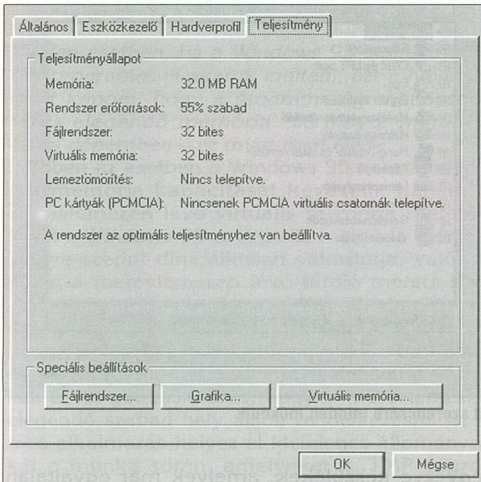 Általános Eszközkezelő Hardverprofil Teljesítmény
Teljesítményállapot
Memória: 32.0 MB RAM
Rendszer erőforrások: 55% szabad
Fájlrendszer: 32 bites
Virtuális memória: 32 bites
Lemeztömörítés: Nincs telepítve.
PC kártyák (PCMCIA): Nincsenek PCMCIA virtuális csatornák telepítve.
A rendszer az optimális teljesítményhez van beállítva.
Speciális beállítások
Fájlrendszer... Grafika... Virtuális memória...
OK Mégse